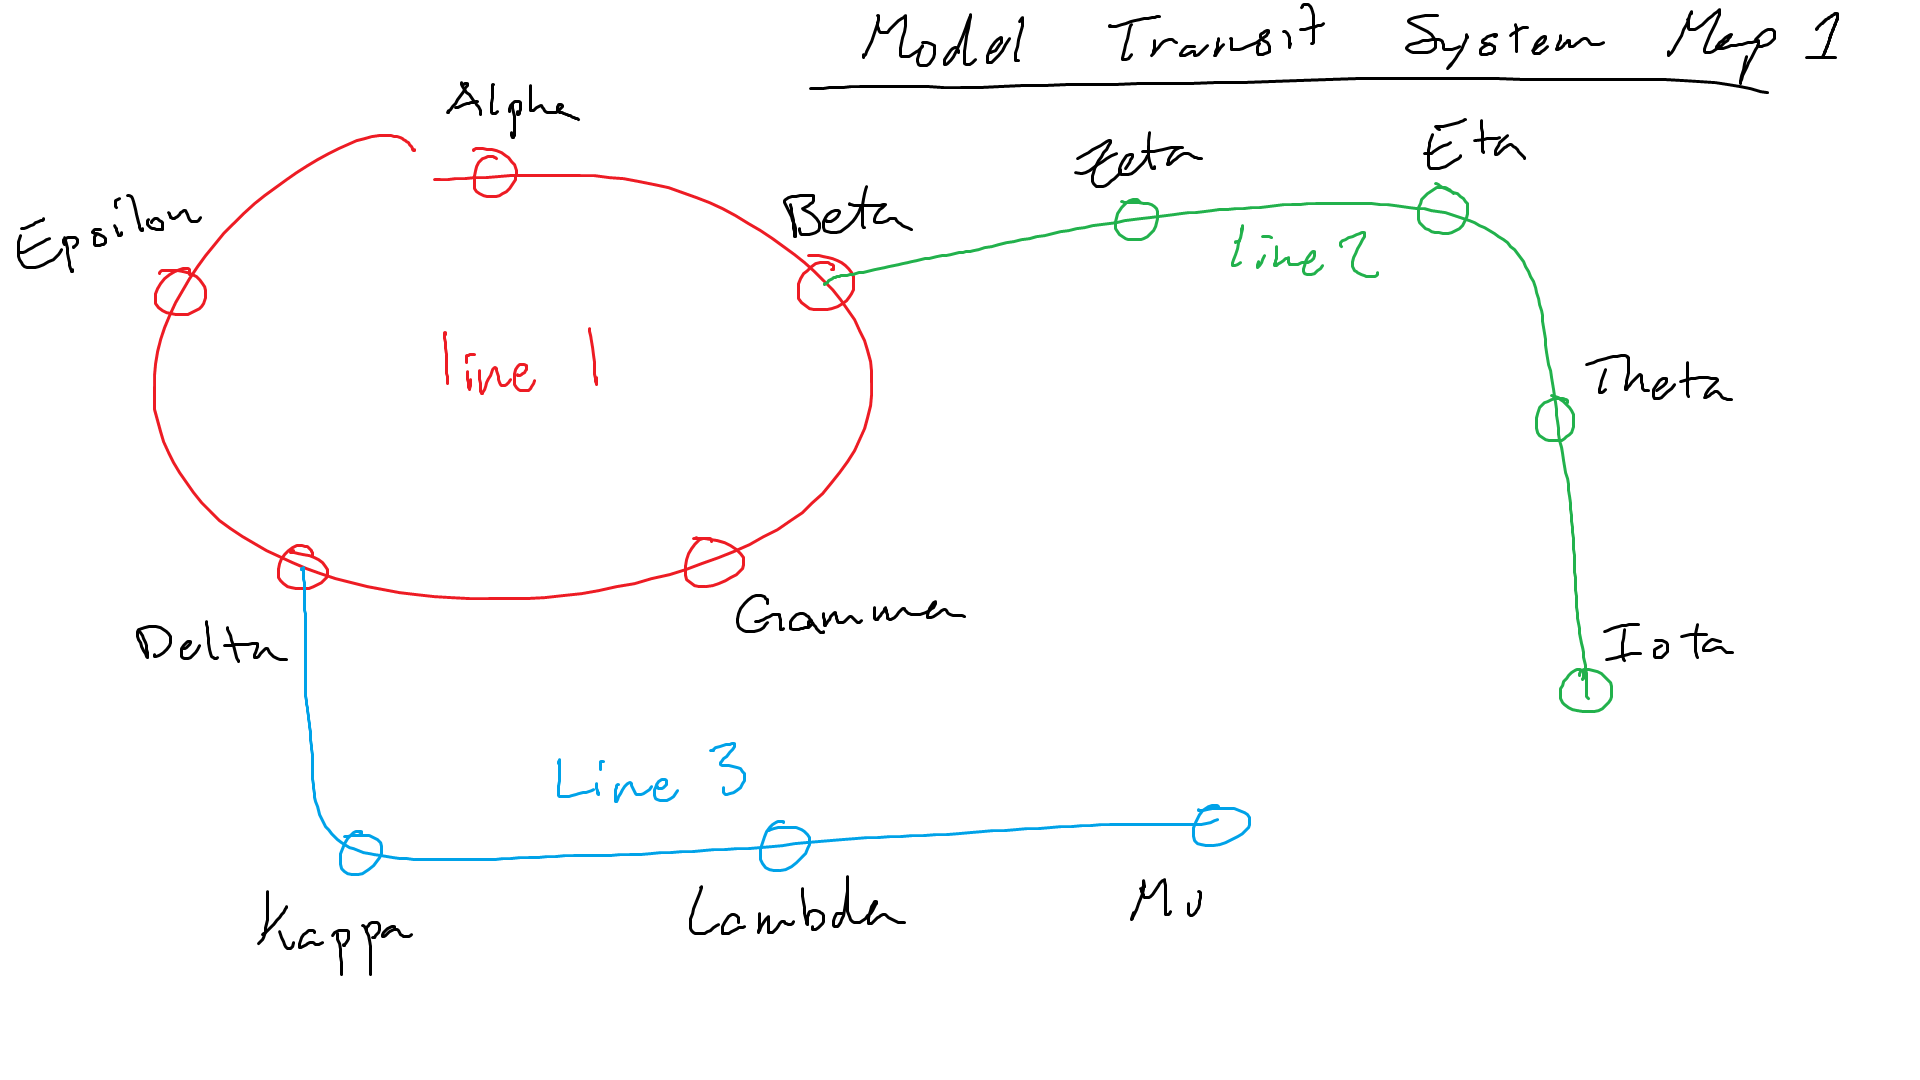 Model Transit System Map 1
Alpha
Zeta
Eta
Epsilon
Beta
line 2
line 1
Theta
Gamma
Delta
Iota
Line 3
Kappa
Lambda
Mu